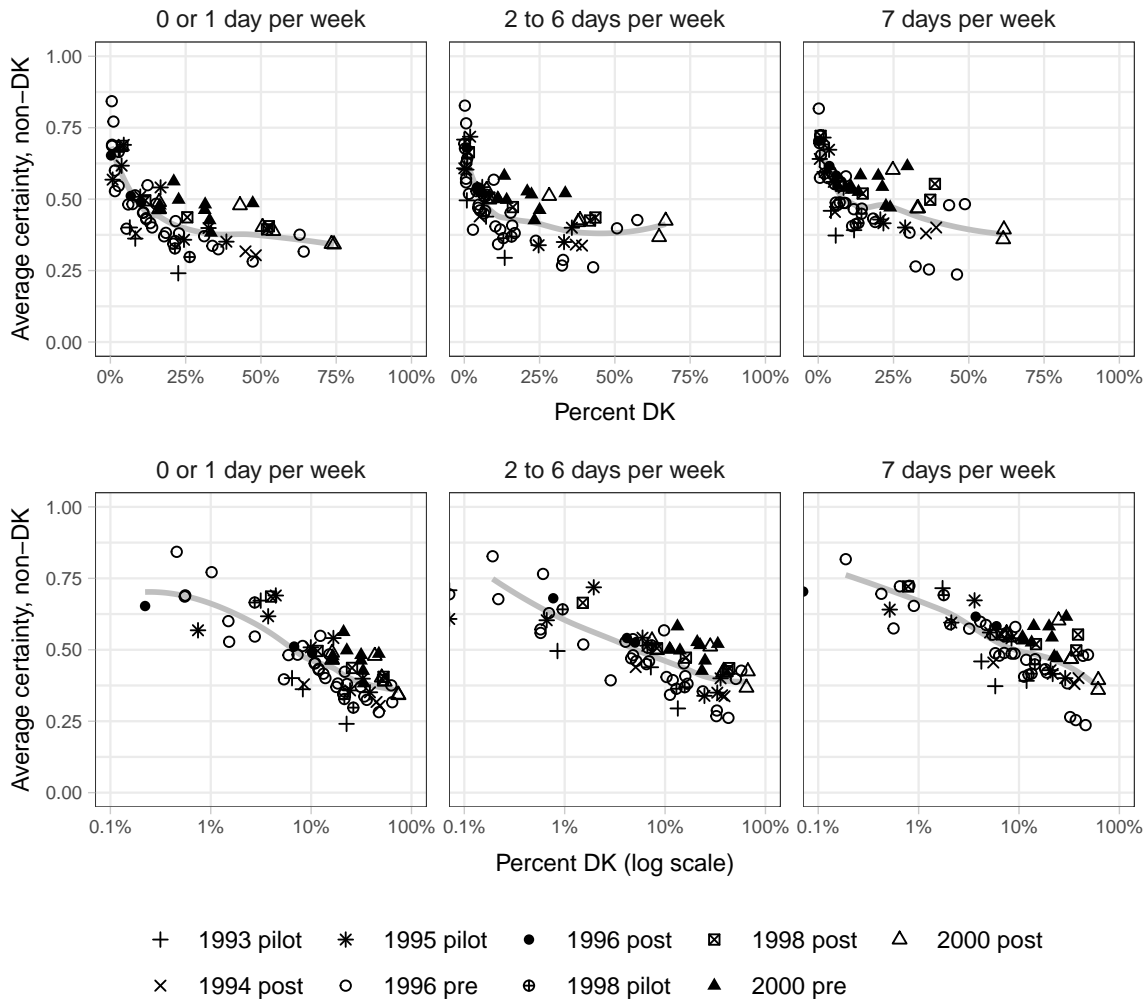 0 or 1 day per week 2 to 6 days per week 7 days per week
1.00
0.75
0.50
0.25
0.00
Average certainty, non−DK
0% 25% 50% 75% 100% 0% 25% 50% 75% 100% 0% 25% 50% 75% 100%
Percent DK
0 or 1 day per week 2 to 6 days per week 7 days per week
1.00
0.75
0.50
0.25
0.00
Average certainty, non−DK
0.1% 1% 10% 100% 0.1% 1% 10% 100% 0.1% 1% 10% 100%
Percent DK (log scale)
1993 pilot 1995 pilot 1996 post 1998 post 2000 post
1994 post 1996 pre 1998 pilot 2000 pre